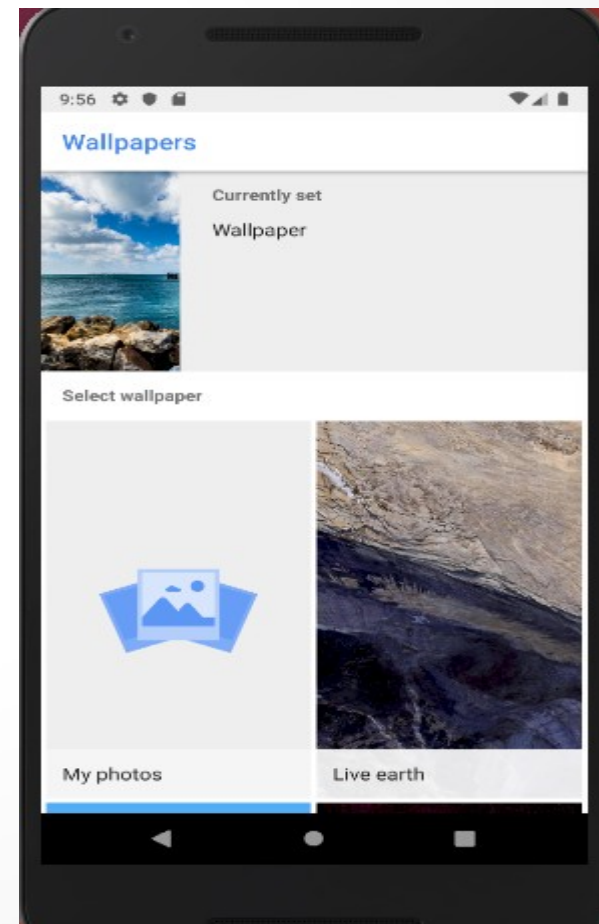 9:56
Wallpapers
Currently set
Wallpaper
Select wallpaper
My photos
Live earth